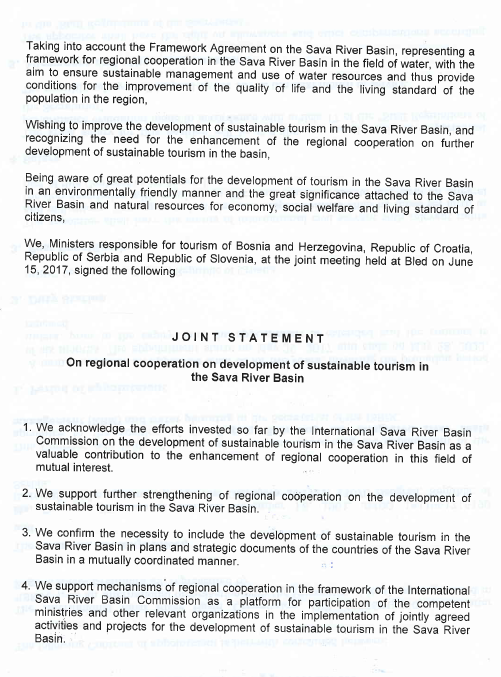 Taking into account the Framework Agreement on the Sava River Basin, representing a
framework for regional cooperation in the Sava River Basin in the field of water, with the
aim to ensure sustainable management and use of water resources and thus provide
conditions for the improvement of the quality of life and the living standard of the
population in the region,
Wishing to improve the development of sustainable tourism in the Sava River Basin, and
recognizing the need for the enhancement of the regional cooperation on further
development of sustainable tourism in the basin,
Being aware of great potentials for the development of tourism in the Sava River Basin
in an environmentally friendly manner and the great significance attached to the Sava
River Basin and natural resources for economy, social welfare and living standard of
citizens,
We, Ministers responsible for tourism of Bosnia and Herzegovina, Republic of Croatia,
Republic of Serbia and Republic of Slovenia, at the joint meeting held at Bled on June
15, 2017, signed the following
JOINT STATEMENT
On regional cooperation on development of sustainable tourism in
the Sava River Basin
1. We acknowledge the efforts invested so far by the International Sava River Basin
Commission on the development of sustainable tourism in the Sava River Basin as a
valuable contribution to the enhancement of regional cooperation in this field of
mutual interest.
2. We support further strengthening of regional cooperation on the development of
sustainable tourism in the Sava River Basin.
3. We confirm the necessity to include the development of sustainable tourism in the
Sava River Basin in plans and strategic documents of the countries of the Sava River
Basin in a mutually coordinated manner.
4. We support mechanisms of regional cooperation in the framework of the International
Sava River Basin Commission as a platform for participation of the competent
ministries and other relevant organizations in the implementation of jointly agreed
activities and projects for the development of sustainable tourism in the Sava River
Basin.